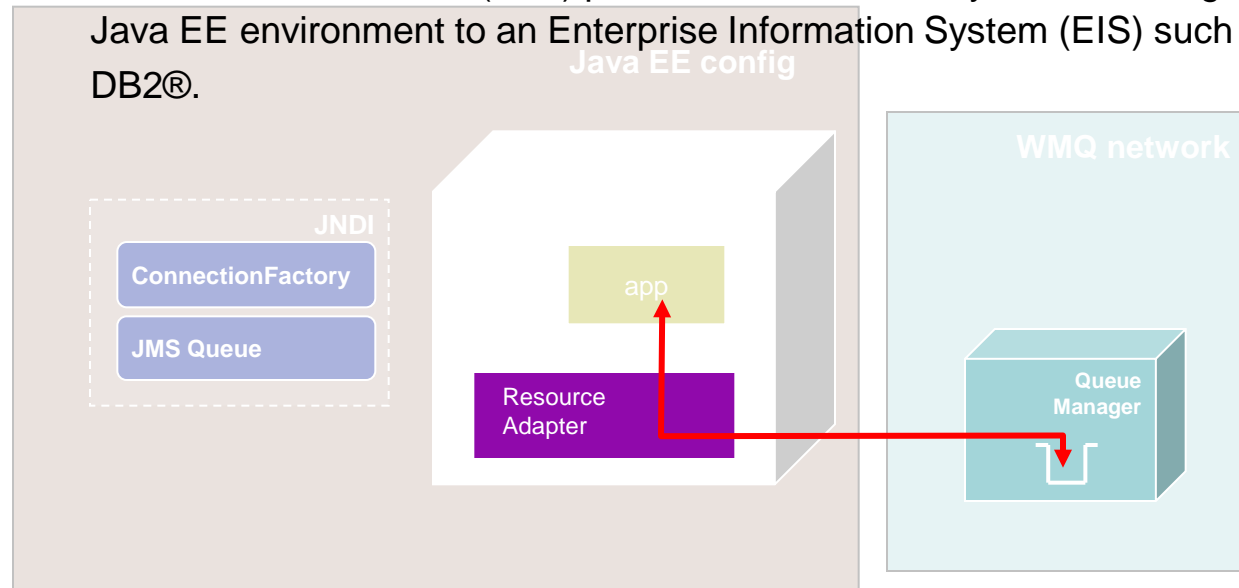 Java EE environment to an Enterprise Information System (EIS) such
DB2®.
Java EE config
WMQ network
JNDI
ConnectionFactory
JMS Queue
app
Resource
Adapter
Queue
Manager